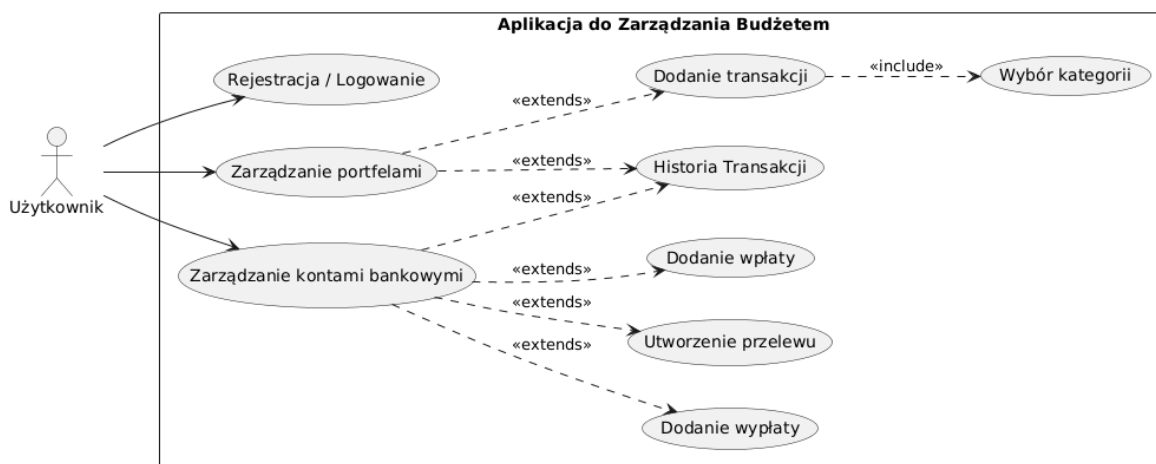 Aplikacja do Zarządzania Budżetem
Rejestracja / Logowanie
Dodanie transakcji
«include»
Wybór kategorii
«extends»
Zarządzanie portfelami
«extends»
Historia Transakcji
Użytkownik
«extends»
Zarządzanie kontami bankowymi
«extends»
Dodanie wpłaty
«extends»
Utworzenie przelewu
«extends»
Dodanie wypłaty